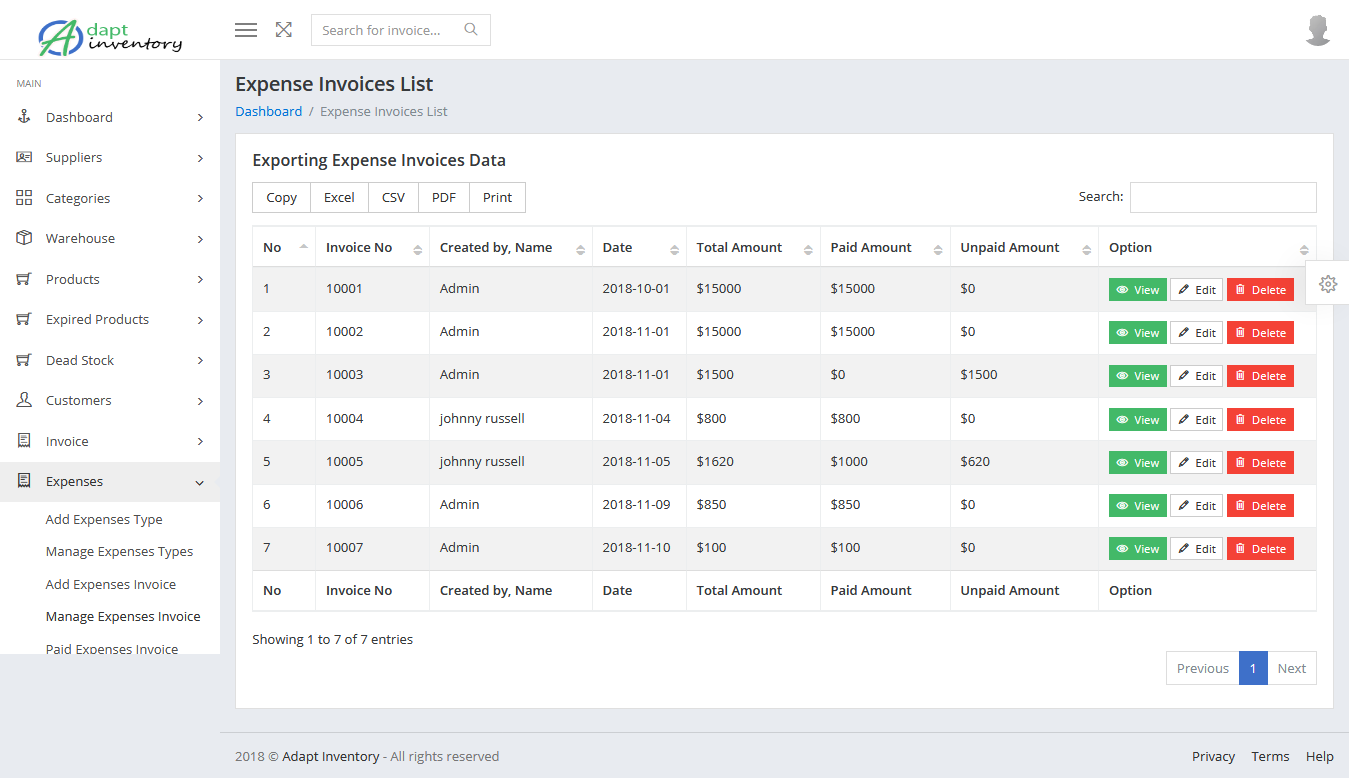 Adapt inventory
Search for invoice...
MAIN
Dashboard
Suppliers
Categories
Warehouse
Products
Expired Products
Dead Stock
Customers
Invoice
Expenses
Add Expenses Type
Manage Expenses Types
Add Expenses Invoice
Manage Expenses Invoice
Paid Expenses Invoice
Expense Invoices List
Dashboard / Expense Invoices List
Exporting Expense Invoices Data
Copy Excel CSV PDF Print Search:
No Invoice No Created by, Name Date Total Amount Paid Amount Unpaid Amount Option
1 10001 Admin 2018-10-01 $15000 $15000 $0 View Edit Delete
2 10002 Admin 2018-11-01 $15000 $15000 $0 View Edit Delete
3 10003 Admin 2018-11-01 $1500 $0 $1500 View Edit Delete
4 10004 johnny russell 2018-11-04 $800 $800 $0 View Edit Delete
5 10005 johnny russell 2018-11-05 $1620 $1000 $620 View Edit Delete
6 10006 Admin 2018-11-09 $850 $850 $0 View Edit Delete
7 10007 Admin 2018-11-10 $100 $100 $0 View Edit Delete
No Invoice No Created by, Name Date Total Amount Paid Amount Unpaid Amount Option
Showing 1 to 7 of 7 entries
Previous 1 Next
2018 © Adapt Inventory - All rights reserved
Privacy Terms Help